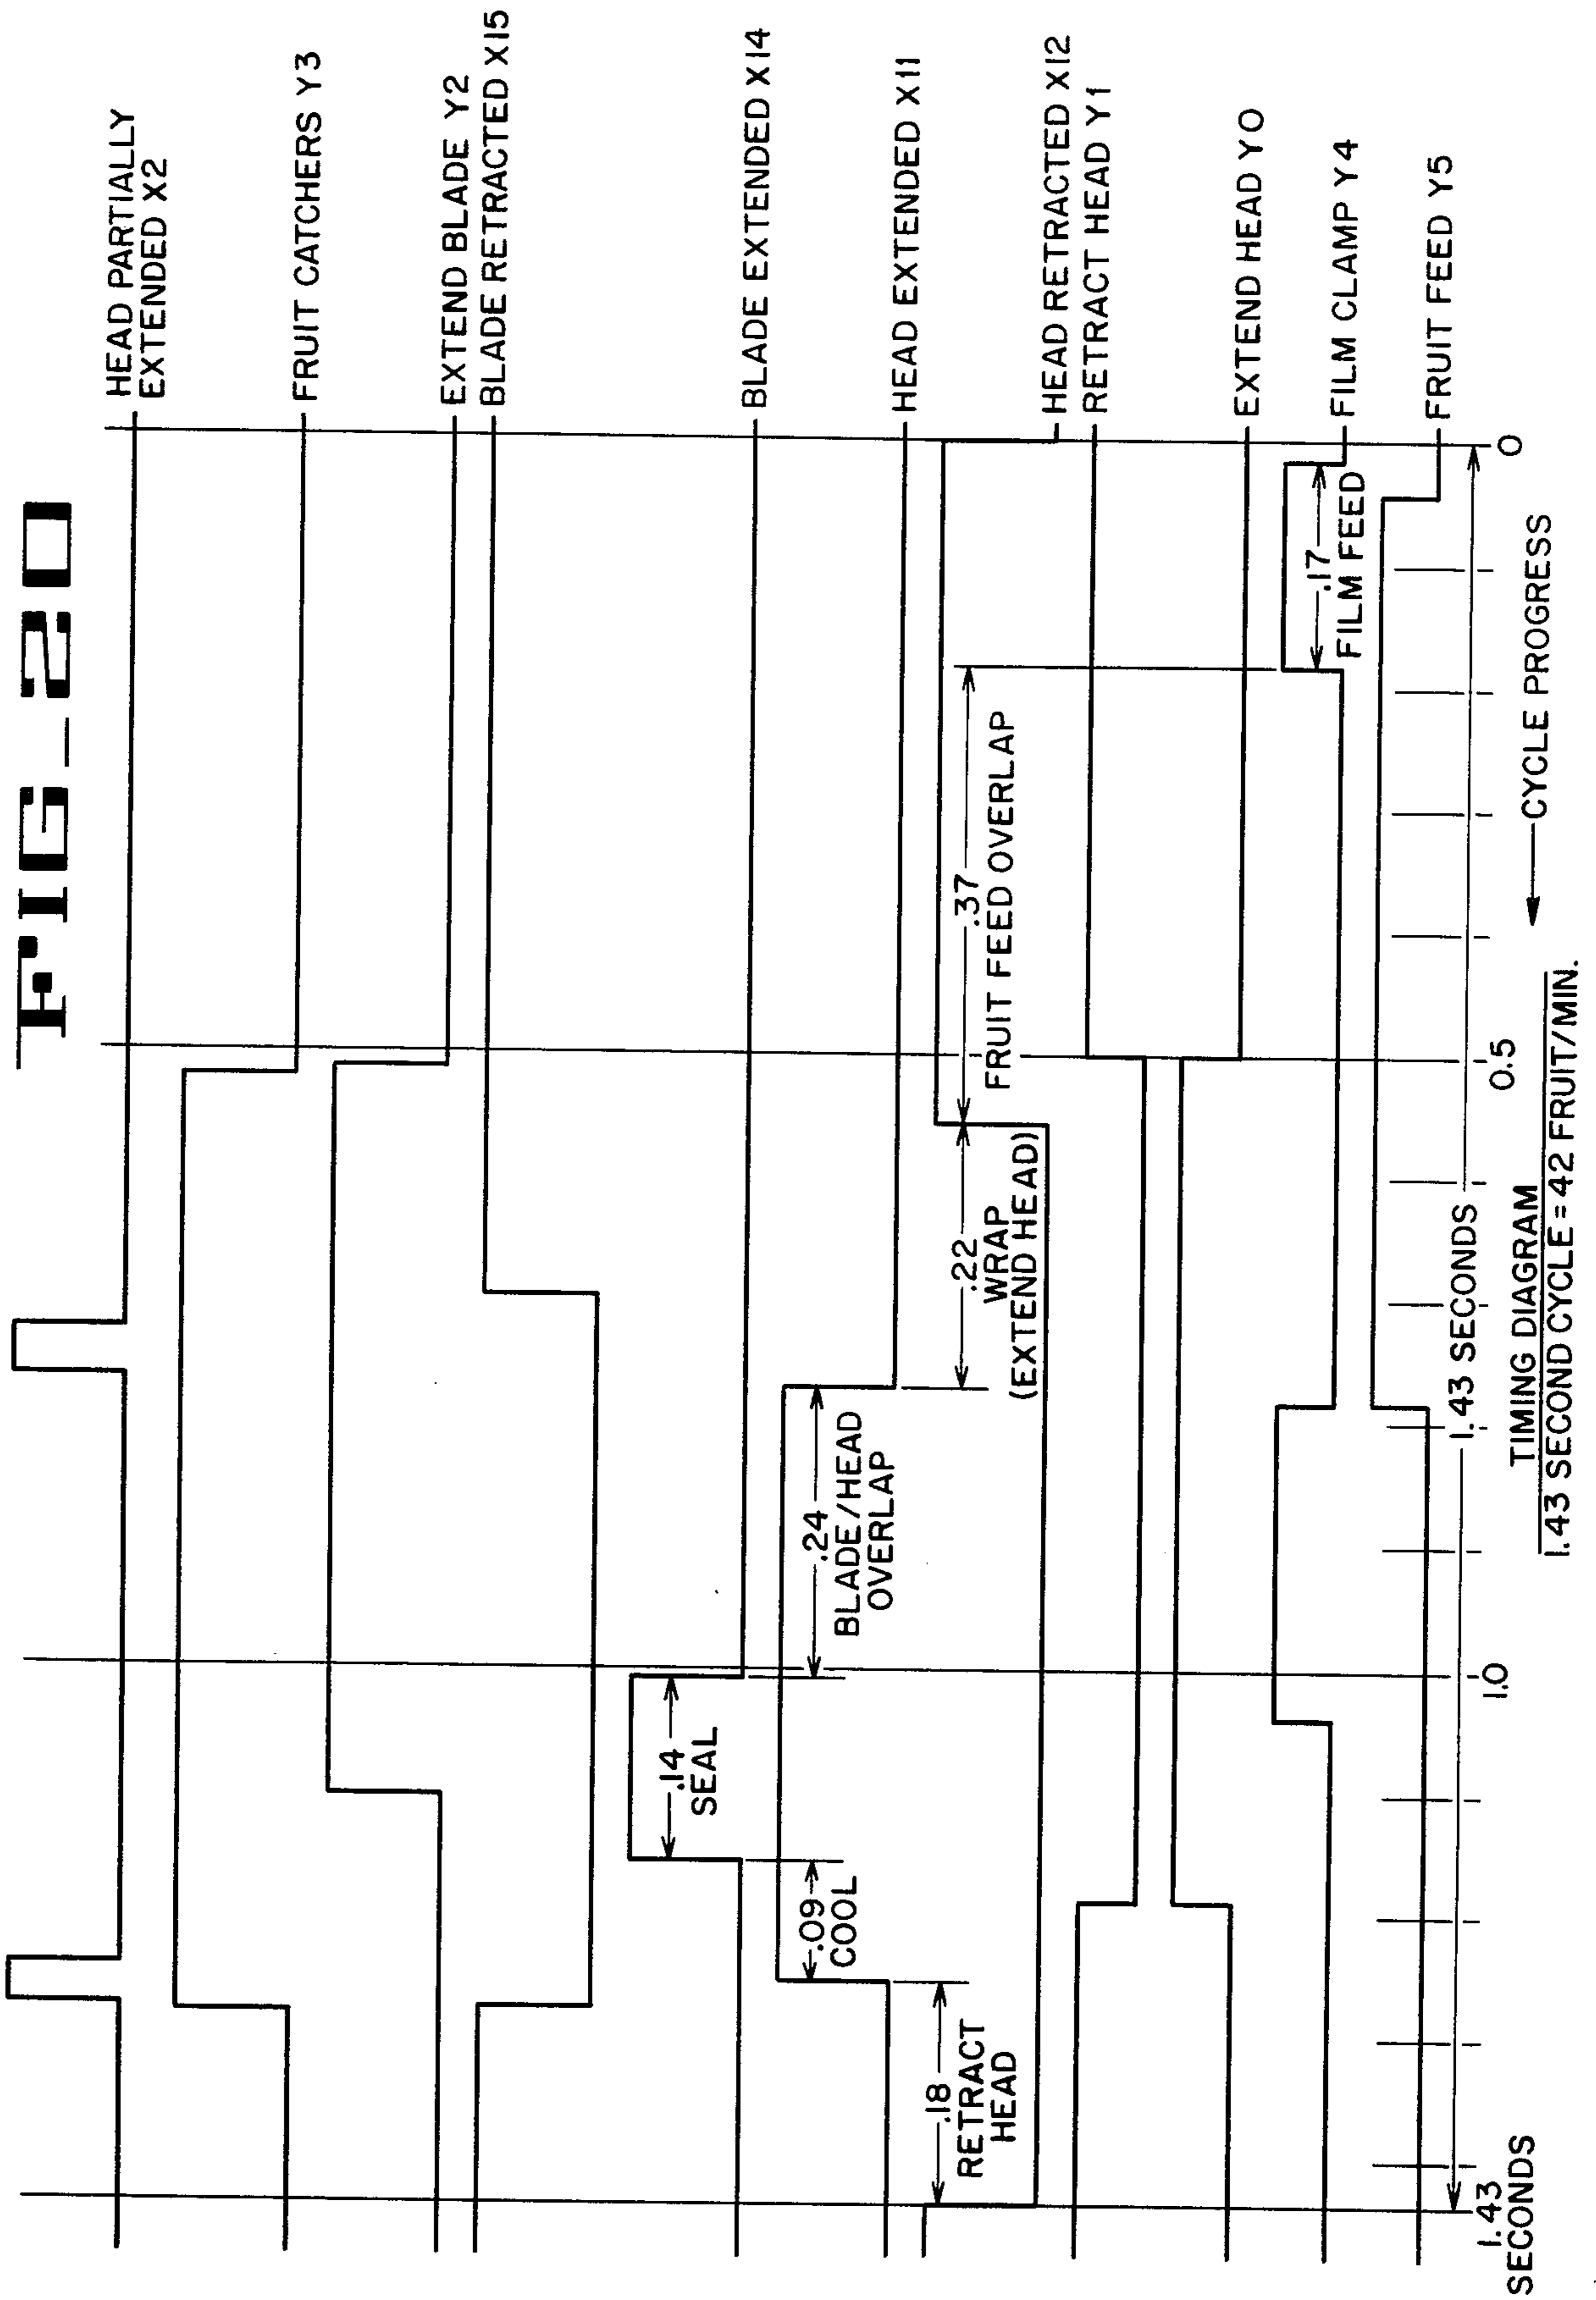 FIG_20
HEAD PARTIALLY
EXTENDED X2
FRUIT CATCHERS Y3
EXTEND BLADE Y2
BLADE RETRACTED X15
BLADE EXTENDED X14
HEAD EXTENDED X11
HEAD RETRACTED X12
RETRACT HEAD Y1
EXTEND HEAD Y0
FILM CLAMP Y4
FRUIT FEED Y5
.14
SEAL
.09
COOL
.24
BLADE/HEAD
OVERLAP
.18
RETRACT
HEAD
.22
WRAP
(EXTEND HEAD)
.37
FRUIT FEED OVERLAP
.17
FILM FEED
1.43 SECONDS
1.43
SECONDS
1.0
0.5
0
CYCLE PROGRESS
TIMING DIAGRAM
1.43 SECOND CYCLE = 42 FRUIT/MIN.